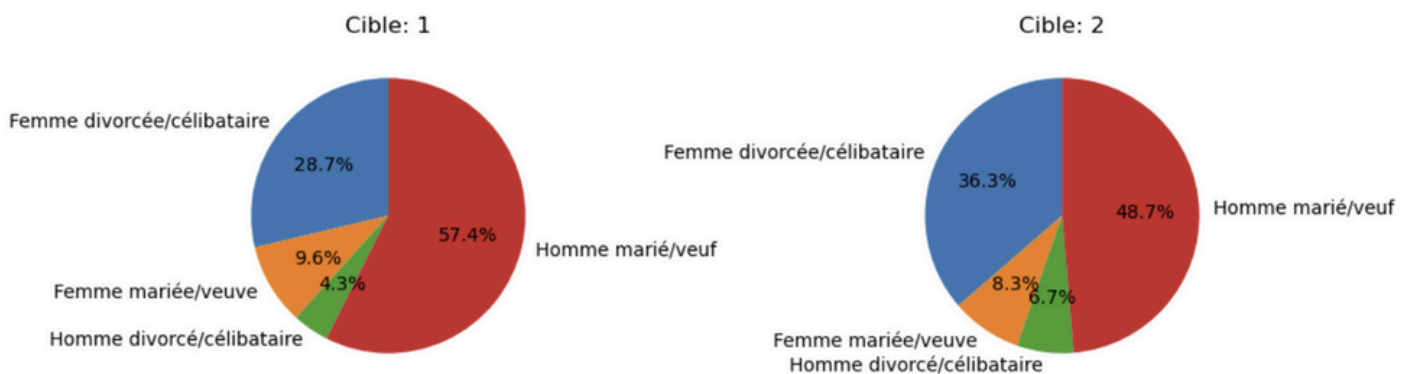 Cible: 1
Femme divorcée/célibataire
28.7%
57.4%
Homme marié/veuf
9.6%
4.3%
Femme mariée/veuve
Homme divorcé/célibataire
Cible: 2
Femme divorcée/célibataire
36.3%
48.7%
Homme marié/veuf
8.3%
6.7%
Femme mariée/veuve
Homme divorcé/célibataire